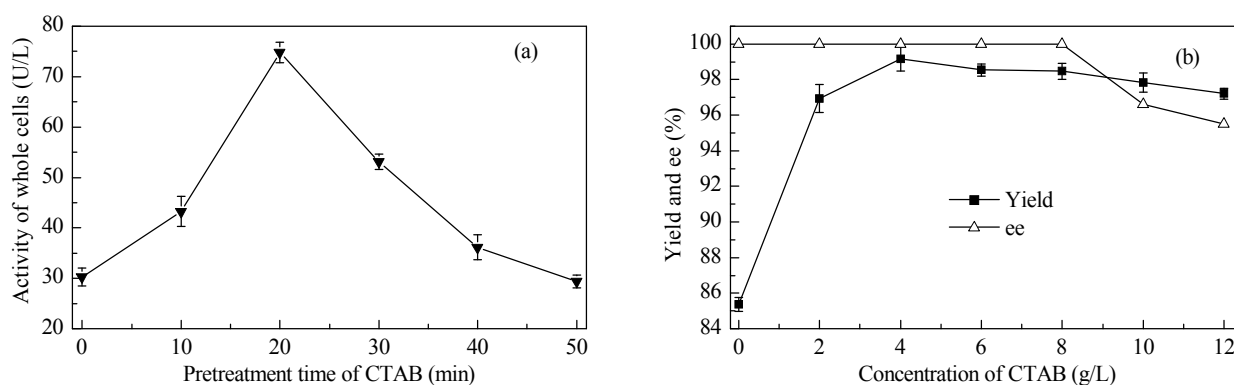 80
70
60
50
40
30
20
Activity of whole cells (U/L)
(a)
0 10 20 30 40 50
Pretreatment time of CTAB (min)
100
98
96
94
92
90
88
86
84
Yield and ee (%)
(b)
Yield
ee
0 2 4 6 8 10 12
Concentration of CTAB (g/L)